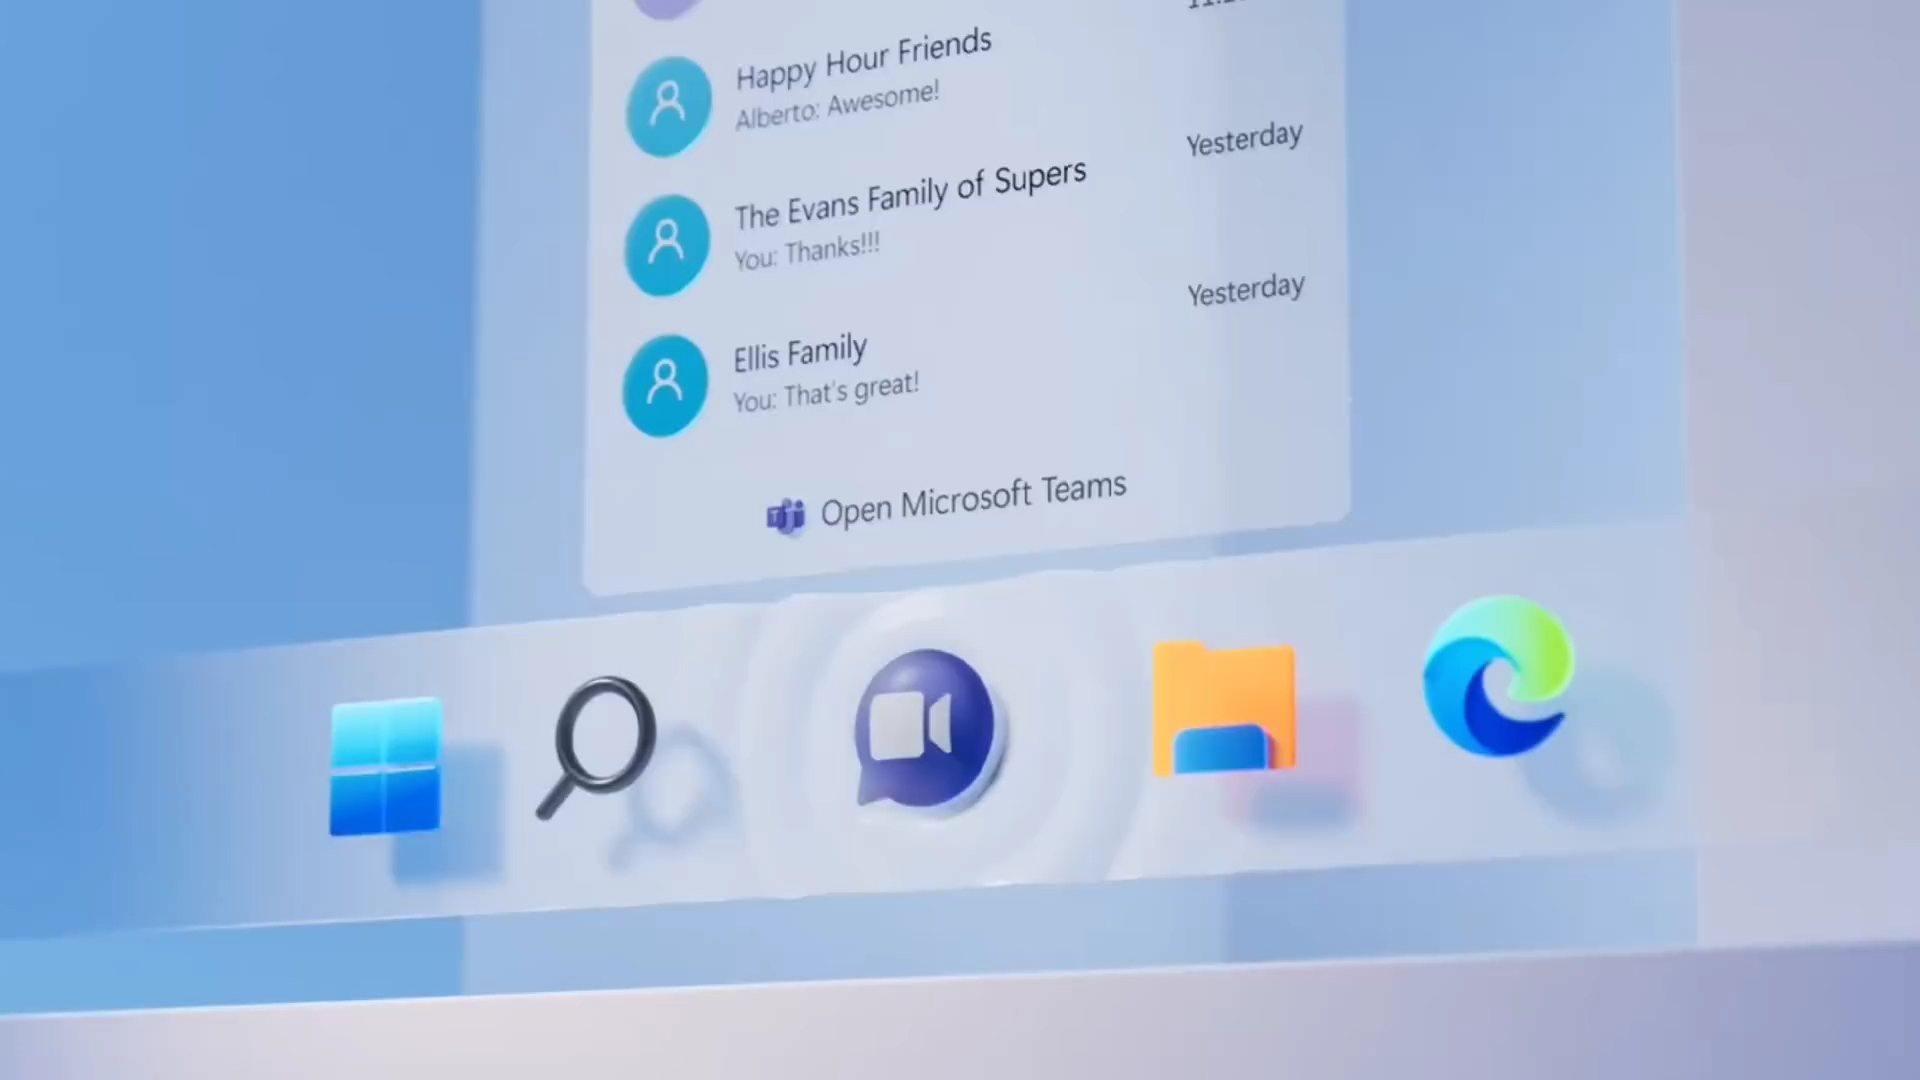 Happy Hour Friends
Alberto: Awesome!
Yesterday
The Evans Family of Supers
You: Thanks!!!
Yesterday
Ellis Family
You: That's great!
Open Microsoft Teams